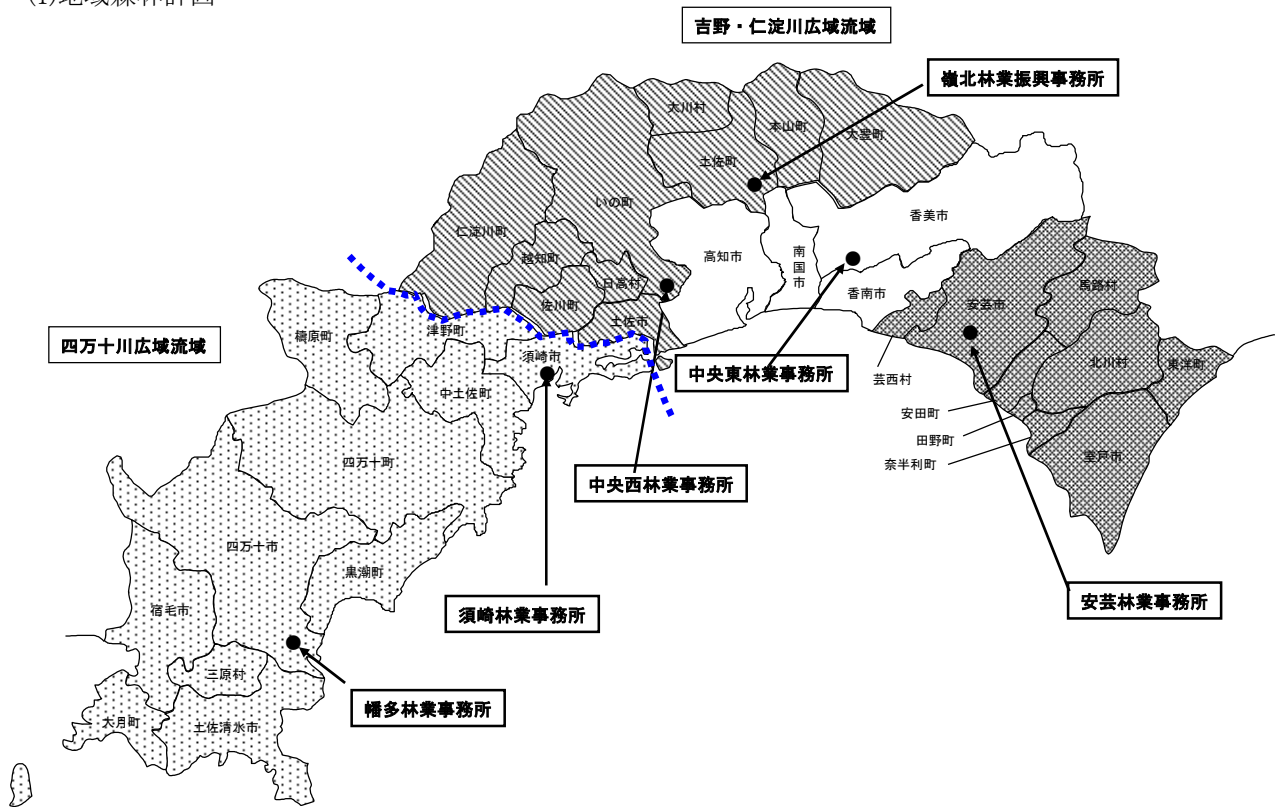 (1)地域森林計画
吉野・仁淀川広域流域
嶺北林業振興事務所
大川村
本山町
大豊町
土佐町
いの町
香美市
仁淀川町
越知町
高知市
南国市
日高村
佐川町
香南市
安芸市
馬路村
土佐市
津野町
檮原町
四万十川広域流域
須崎市
中央東林業事務所
芸西村
北川村
東洋町
中土佐町
安田町
田野町
奈半利町
室戸市
四万十町
中央西林業事務所
四万十市
黒潮町
宿毛市
須崎林業事務所
安芸林業事務所
三原村
幡多林業事務所
大月町
土佐清水市